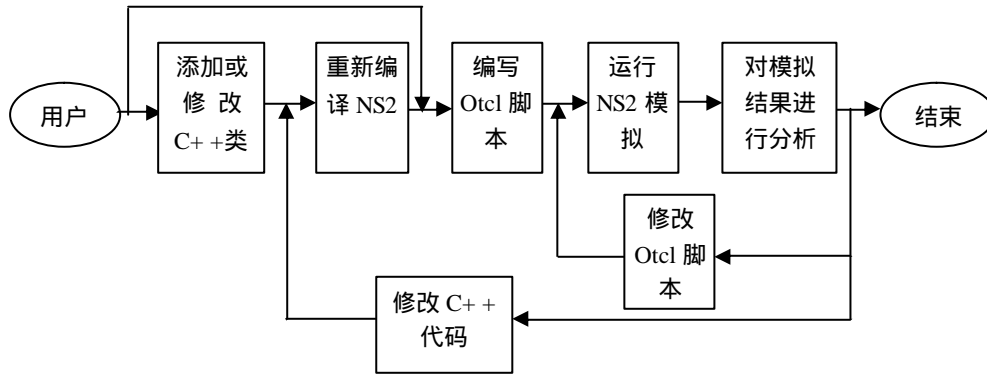 用户
添加或
修 改
C+ +类
重新编
译 NS2
编写
Otcl 脚
本
运行
NS2 模
拟
对模拟
结果进
行分析
结束
修改
Otcl 脚
本
修改 C+ +
代码